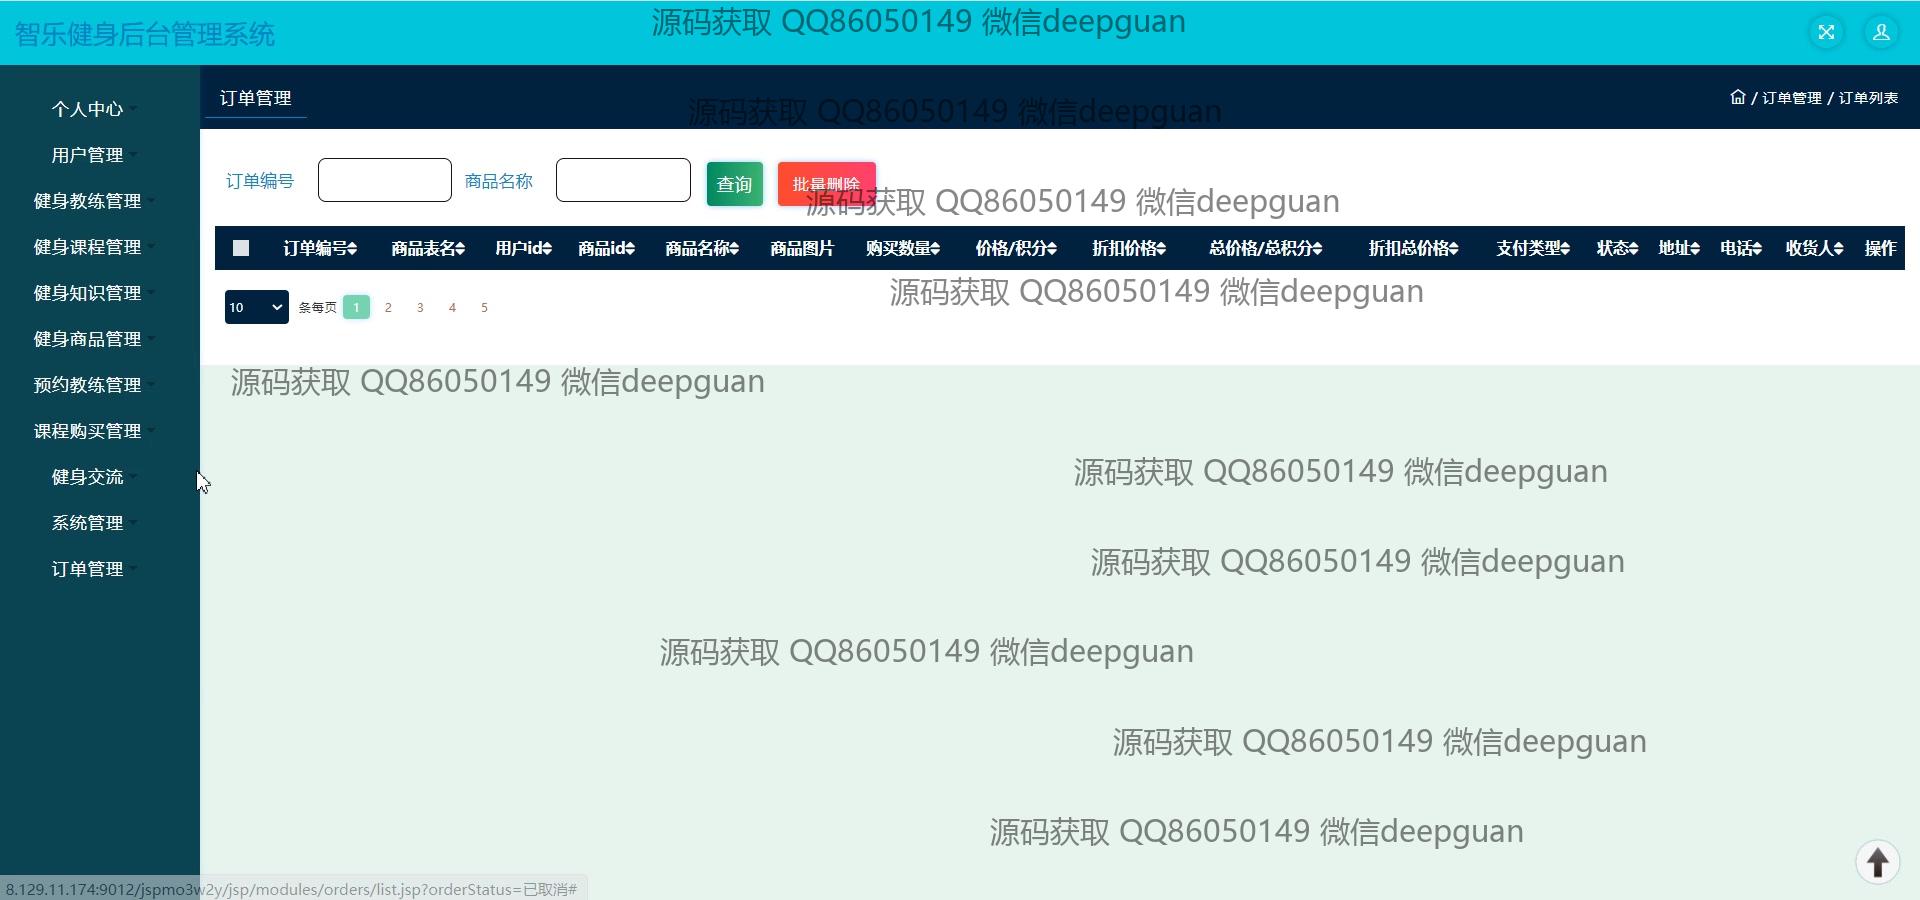 源码获取 QQ86050149 微信deepguan
智乐健身后台管理系统
订单管理
/ 订单管理 / 订单列表
源码获取 QQ86050149 微信deepguan
个人中心
用户管理
健身教练管理
健身课程管理
健身知识管理
健身商品管理
预约教练管理
课程购买管理
健身交流
系统管理
订单管理
订单编号 商品名称 查询 批量删除
源码获取 QQ86050149 微信deepguan
订单编号 商品表名 用户id 商品id 商品名称 商品图片 购买数量 价格/积分 折扣价格 总价格/总积分 折扣总价格 支付类型 状态 地址 电话 收货人 操作
源码获取 QQ86050149 微信deepguan
10 条每页 1 2 3 4 5
源码获取 QQ86050149 微信deepguan
源码获取 QQ86050149 微信deepguan
源码获取 QQ86050149 微信deepguan
源码获取 QQ86050149 微信deepguan
源码获取 QQ86050149 微信deepguan
源码获取 QQ86050149 微信deepguan
8.129.11.174:9012/jspmo3w2y/jsp/modules/orders/list.jsp?orderStatus=已取消#